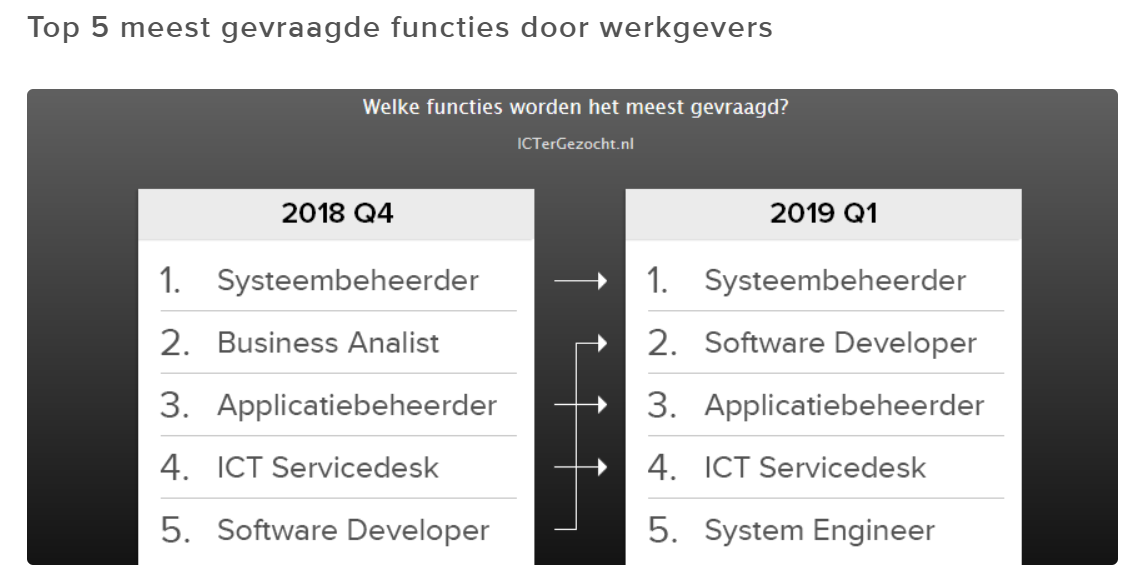 Top 5 meest gevraagde functies door werkgevers
Welke functies worden het meest gevraagd?
ICTerGezocht.nl
2018 Q4
1. Systeembeheerder
2. Business Analist
3. Applicatiebeheerder
4. ICT Servicedesk
5. Software Developer
2019 Q1
1. Systeembeheerder
2. Software Developer
3. Applicatiebeheerder
4. ICT Servicedesk
5. System Engineer